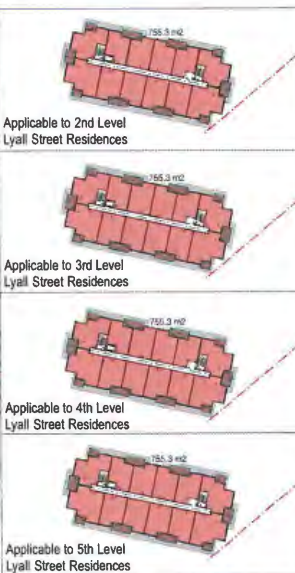 755.3 m2
Applicable to 2nd Level
Lyall Street Residences
755.3 m2
Applicable to 3rd Level
Lyall Street Residences
755.3 m2
Applicable to 4th Level
Lyall Street Residences
755.3 m2
Applicable to 5th Level
Lyall Street Residences